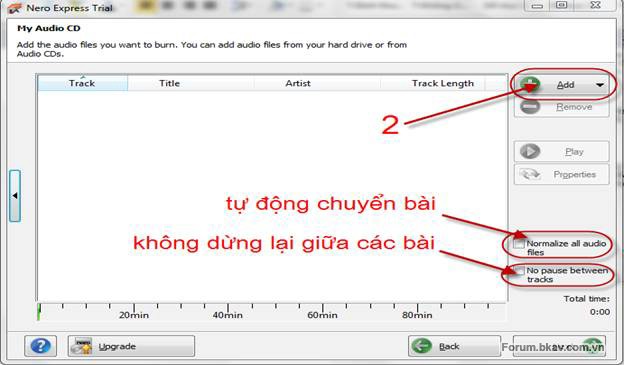 Nero Express Trial
My Audio CD
Add the audio files you want to burn. You can add audio files from your hard drive or from
Audio CDs.
Track Title Artist Track Length
Add
2
Remove
Play
Properties
tự động chuyển bài
Normalize all audio
files
không dừng lại giữa các bài
No pause between
tracks
Total time:
0:00
20min 40min 60min 80min
Upgrade
Back
Forum.bkav.com.vn